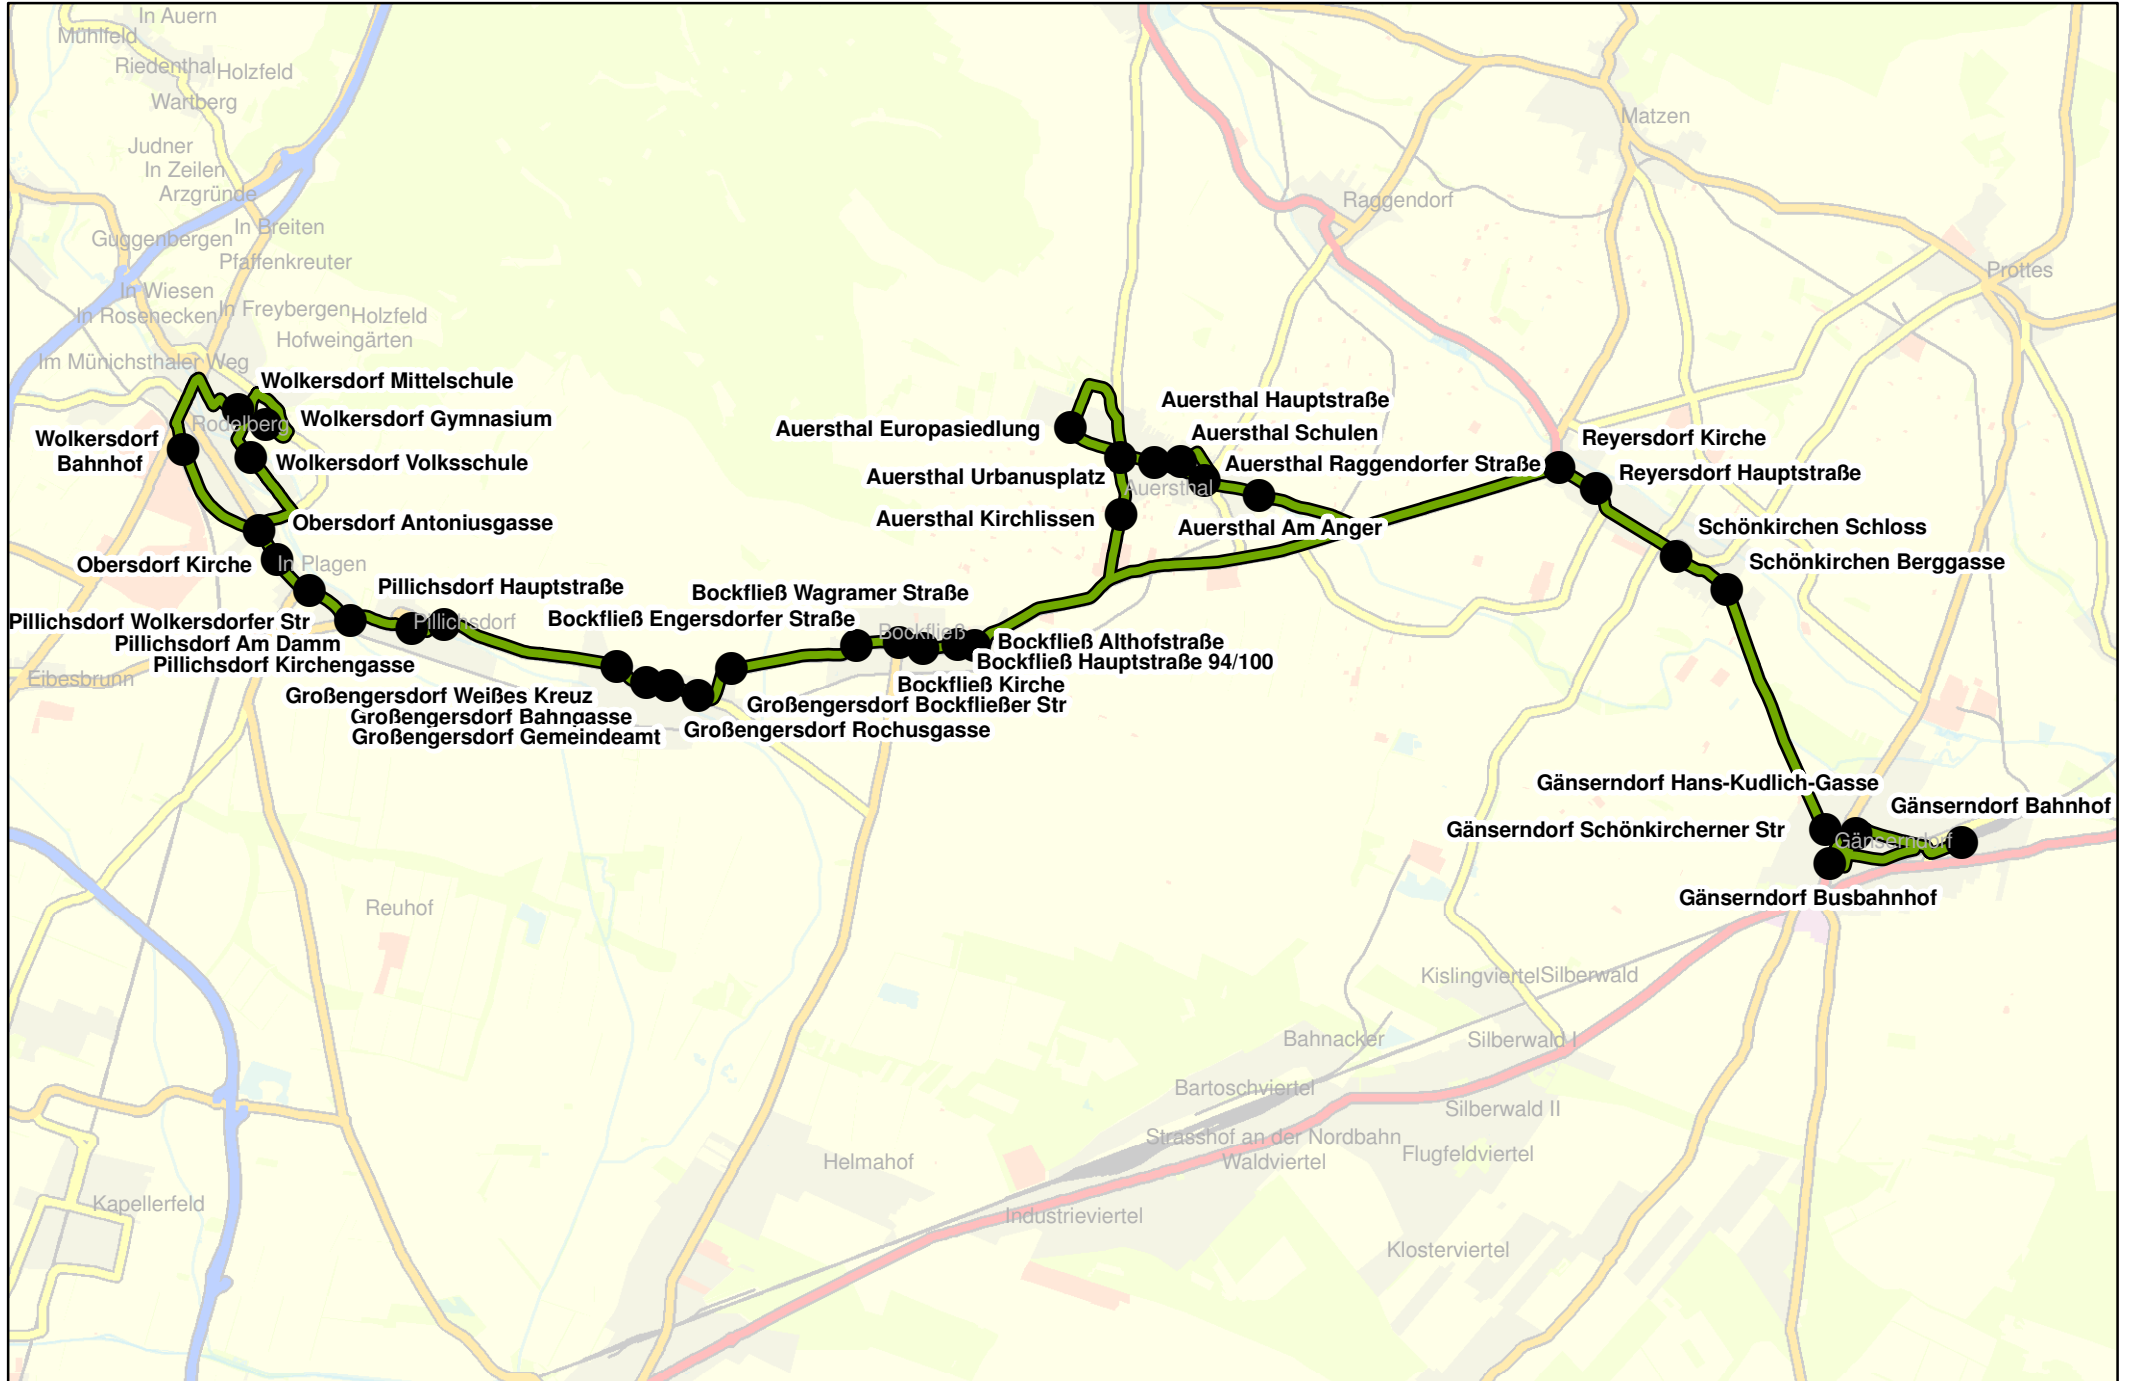 In Auern
Mühlfeld
Riedenthal
Holzfeld
Wartberg
Matzen
Judner
In Zeilen
Arzgründe
Raggendorf
In Breiten
Guggenbergen
Pfaffenkreuter
Prottes
In Wiesen
In Rosenecken
In Freybergen
Holzfeld
Hofweingärten
Im Münichsthaler Weg
Wolkersdorf Mittelschule
Auersthal Hauptstraße
Rodelberg
Wolkersdorf Gymnasium
Auersthal Europasiedlung
Auersthal Schulen
Wolkersdorf
Bahnhof
Reyersdorf Kirche
Wolkersdorf Volksschule
Auersthal Raggendorfer Straße
Reyersdorf Hauptstraße
Auersthal Urbanusplatz
Auersthal
Auersthal Kirchlissen
Obersdorf Antoniusgasse
Auersthal Am Anger
Schönkirchen Schloss
Obersdorf Kirche
In Plagen
Schönkirchen Berggasse
Pillichsdorf Hauptstraße
Bockfließ Wagramer Straße
Pillichsdorf Wolkersdorfer Str
Pillichsdorf
Bockfließ Engersdorfer Straße
Bockfließ
Pillichsdorf Am Damm
Bockfließ Althofstraße
Pillichsdorf Kirchengasse
Bockfließ Hauptstraße 94/100
Eibesbrunn
Bockfließ Kirche
Großengersdorf Weißes Kreuz
Großengersdorf Bockfließer Str
Großengersdorf Bahngasse
Großengersdorf Gemeindeamt
Großengersdorf Rochusgasse
Gänserndorf Hans-Kudlich-Gasse
Gänserndorf Bahnhof
Gänserndorf Schönkircherner Str
Gänserndorf
Gänserndorf Busbahnhof
Reuhof
Kislingviertel
Silberwald
Bahnacker
Silberwald I
Bartoschviertel
Silberwald II
Strasshof an der Nordbahn
Flugfeldviertel
Helmahof
Waldviertel
Kapellerfeld
Industrieviertel
Klosterviertel